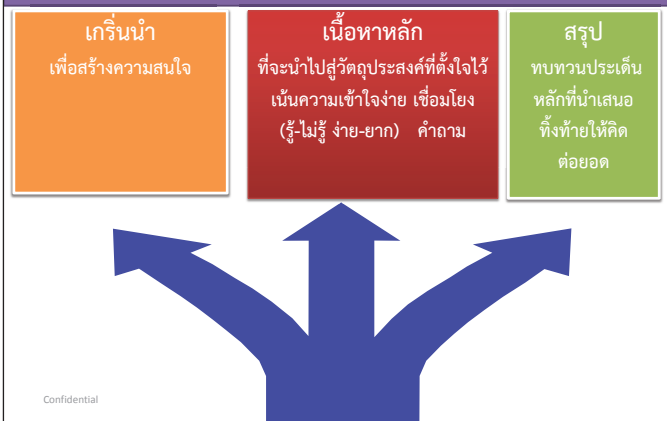 เกริ่นนำ
เพื่อสร้างความสนใจ
เนื้อหาหลัก
ที่จะนำไปสู่วัตถุประสงค์ที่ตั้งใจไว้
เน้นความเข้าใจง่าย เชื่อมโยง
(รู้-ไม่รู้ ง่าย-ยาก) คำถาม
สรุป
ทบทวนประเด็น
หลักที่นำเสนอ
ทิ้งท้ายให้คิด
ต่อยอด
Confidential